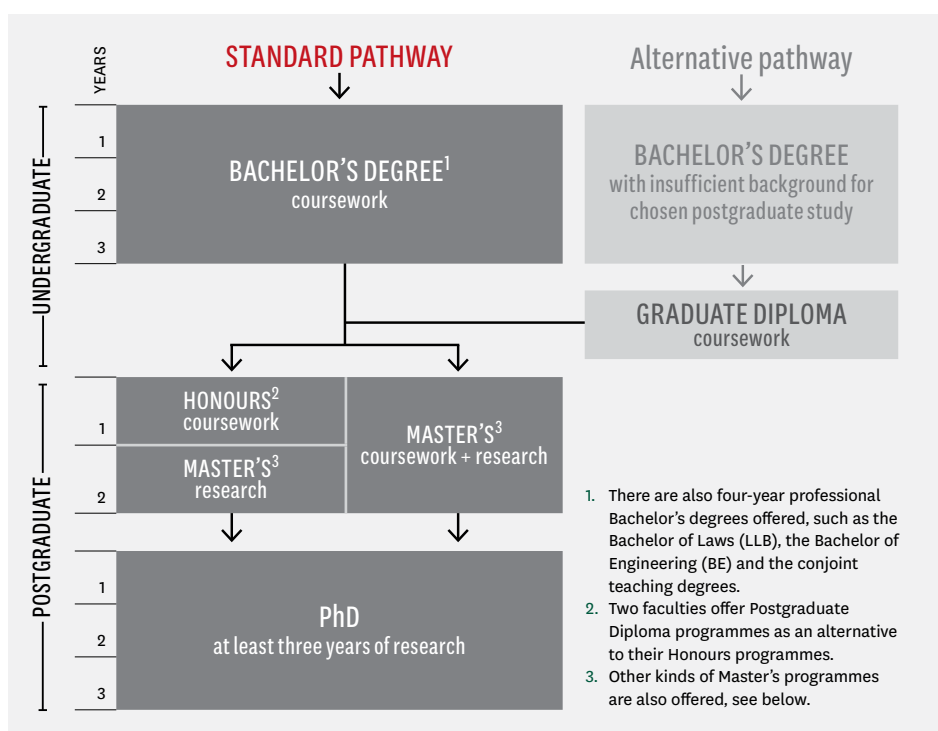 YEARS
STANDARD PATHWAY
Alternative pathway
UNDERGRADUATE
1
2
3
BACHELOR’S DEGREE1
coursework
BACHELOR’S DEGREE
with insufficient background for
chosen postgraduate study
GRADUATE DIPLOMA
coursework
POSTGRADUATE
1
2
HONOURS2
coursework
MASTER’S3
research
MASTER’S3
coursework + research
1
2
3
PhD
at least three years of research
1. There are also four-year professional
Bachelor’s degrees offered, such as the
Bachelor of Laws (LLB), the Bachelor of
Engineering (BE) and the conjoint
teaching degrees.
2. Two faculties offer Postgraduate
Diploma programmes as an alternative
to their Honours programmes.
3. Other kinds of Master’s programmes
are also offered, see below.